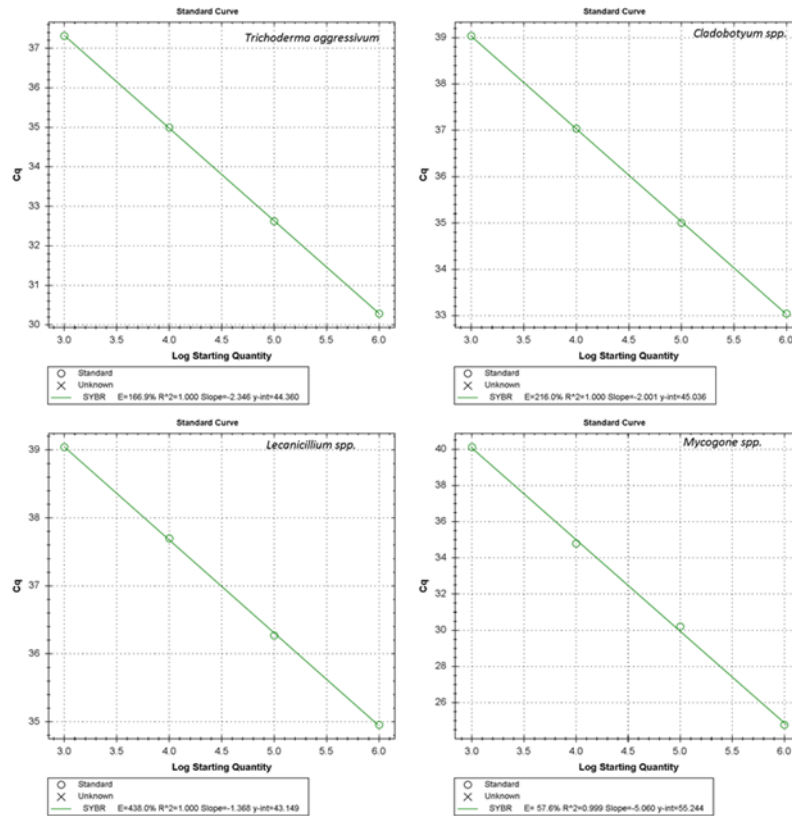 Standard Curve
Trichoderma aggressivum
37
36
35
34
33
32
31
30
Cq
3.0 3.5 4.0 4.5 5.0 5.5 6.0
Log Starting Quantity
Standard
Unknown
SYBR E=166.9% R^2=1.000 Slope=-2.346 y-int=44.360
Standard Curve
Cladobotyum spp.
39
38
37
36
35
34
33
Cq
3.0 3.5 4.0 4.5 5.0 5.5 6.0
Log Starting Quantity
Standard
Unknown
SYBR E=216.0% R^2=1.000 Slope=-2.001 y-int=45.036
Standard Curve
Lecanicillium spp.
39
38
37
36
35
Cq
3.0 3.5 4.0 4.5 5.0 5.5 6.0
Log Starting Quantity
Standard
Unknown
SYBR E=438.0% R^2=1.000 Slope=-1.368 y-int=43.149
Standard Curve
Mycogone spp.
40
38
36
34
32
30
28
26
Cq
3.0 3.5 4.0 4.5 5.0 5.5 6.0
Log Starting Quantity
Standard
Unknown
SYBR E= 57.6% R^2=0.999 Slope=-5.060 y-int=55.244